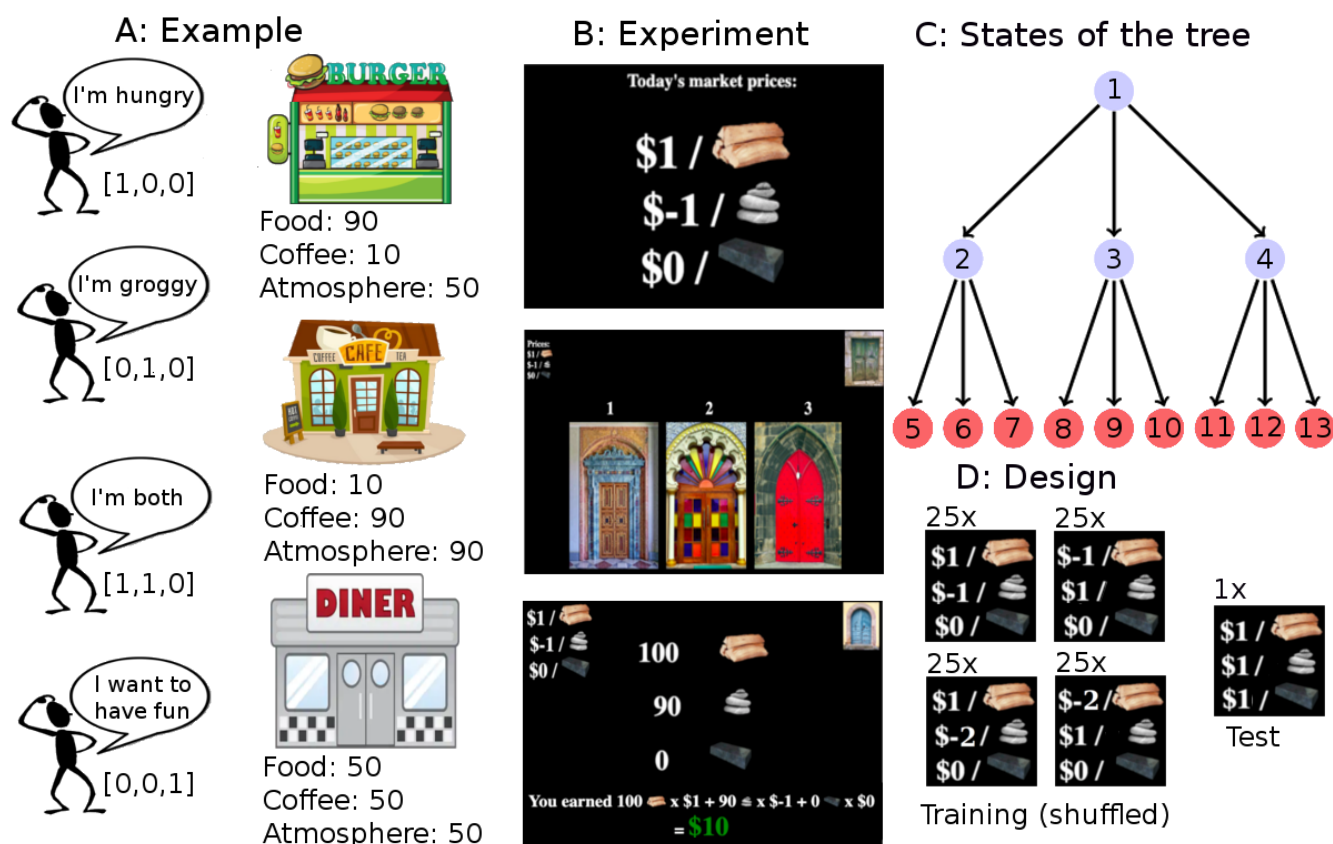 A: Example
I'm hungry
[1,0,0]
BURGER
Food: 90
Coffee: 10
Atmosphere: 50
I'm groggy
[0,1,0]
COFFEE CAFE TEA
Food: 10
Coffee: 90
Atmosphere: 90
I'm both
[1,1,0]
DINER
I want to
have fun
[0,0,1]
Food: 50
Coffee: 50
Atmosphere: 50
B: Experiment
Today's market prices:
$1 /
$-1 /
$0 /
Prices:
$1 /
$-1 /
$0 /
1 2 3
$1 /
$-1 /
$0 /
100
90
0
You earned 100 x $1 + 90 x $-1 + 0 x $0
= $10
C: States of the tree
1
2 3 4
5 6 7 8 9 10 11 12 13
D: Design
25x
$1 /
$-1 /
$0 /
25x
$-1 /
$1 /
$0 /
25x
$1 /
$-2 /
$0 /
25x
$-2 /
$1 /
$0 /
Training (shuffled)
1x
$1 /
$1 /
$1 /
Test